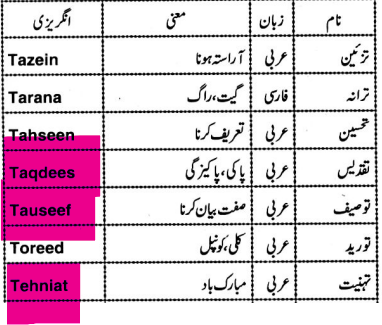 نام زبان معنی انگریزی
تزئین عربی آراستہ ہونا Tazein
ترانہ فارسی گیت، راگ Tarana
تحسین عربی تعریف کرنا Tahseen
تقدیس عربی پاکی، پاکیزگی Taqdees
توصیف عربی صفت بیان کرنا Tauseef
تورید عربی کلی، کونپل Toreed
تہنیت عربی مبارک باد Tehniat